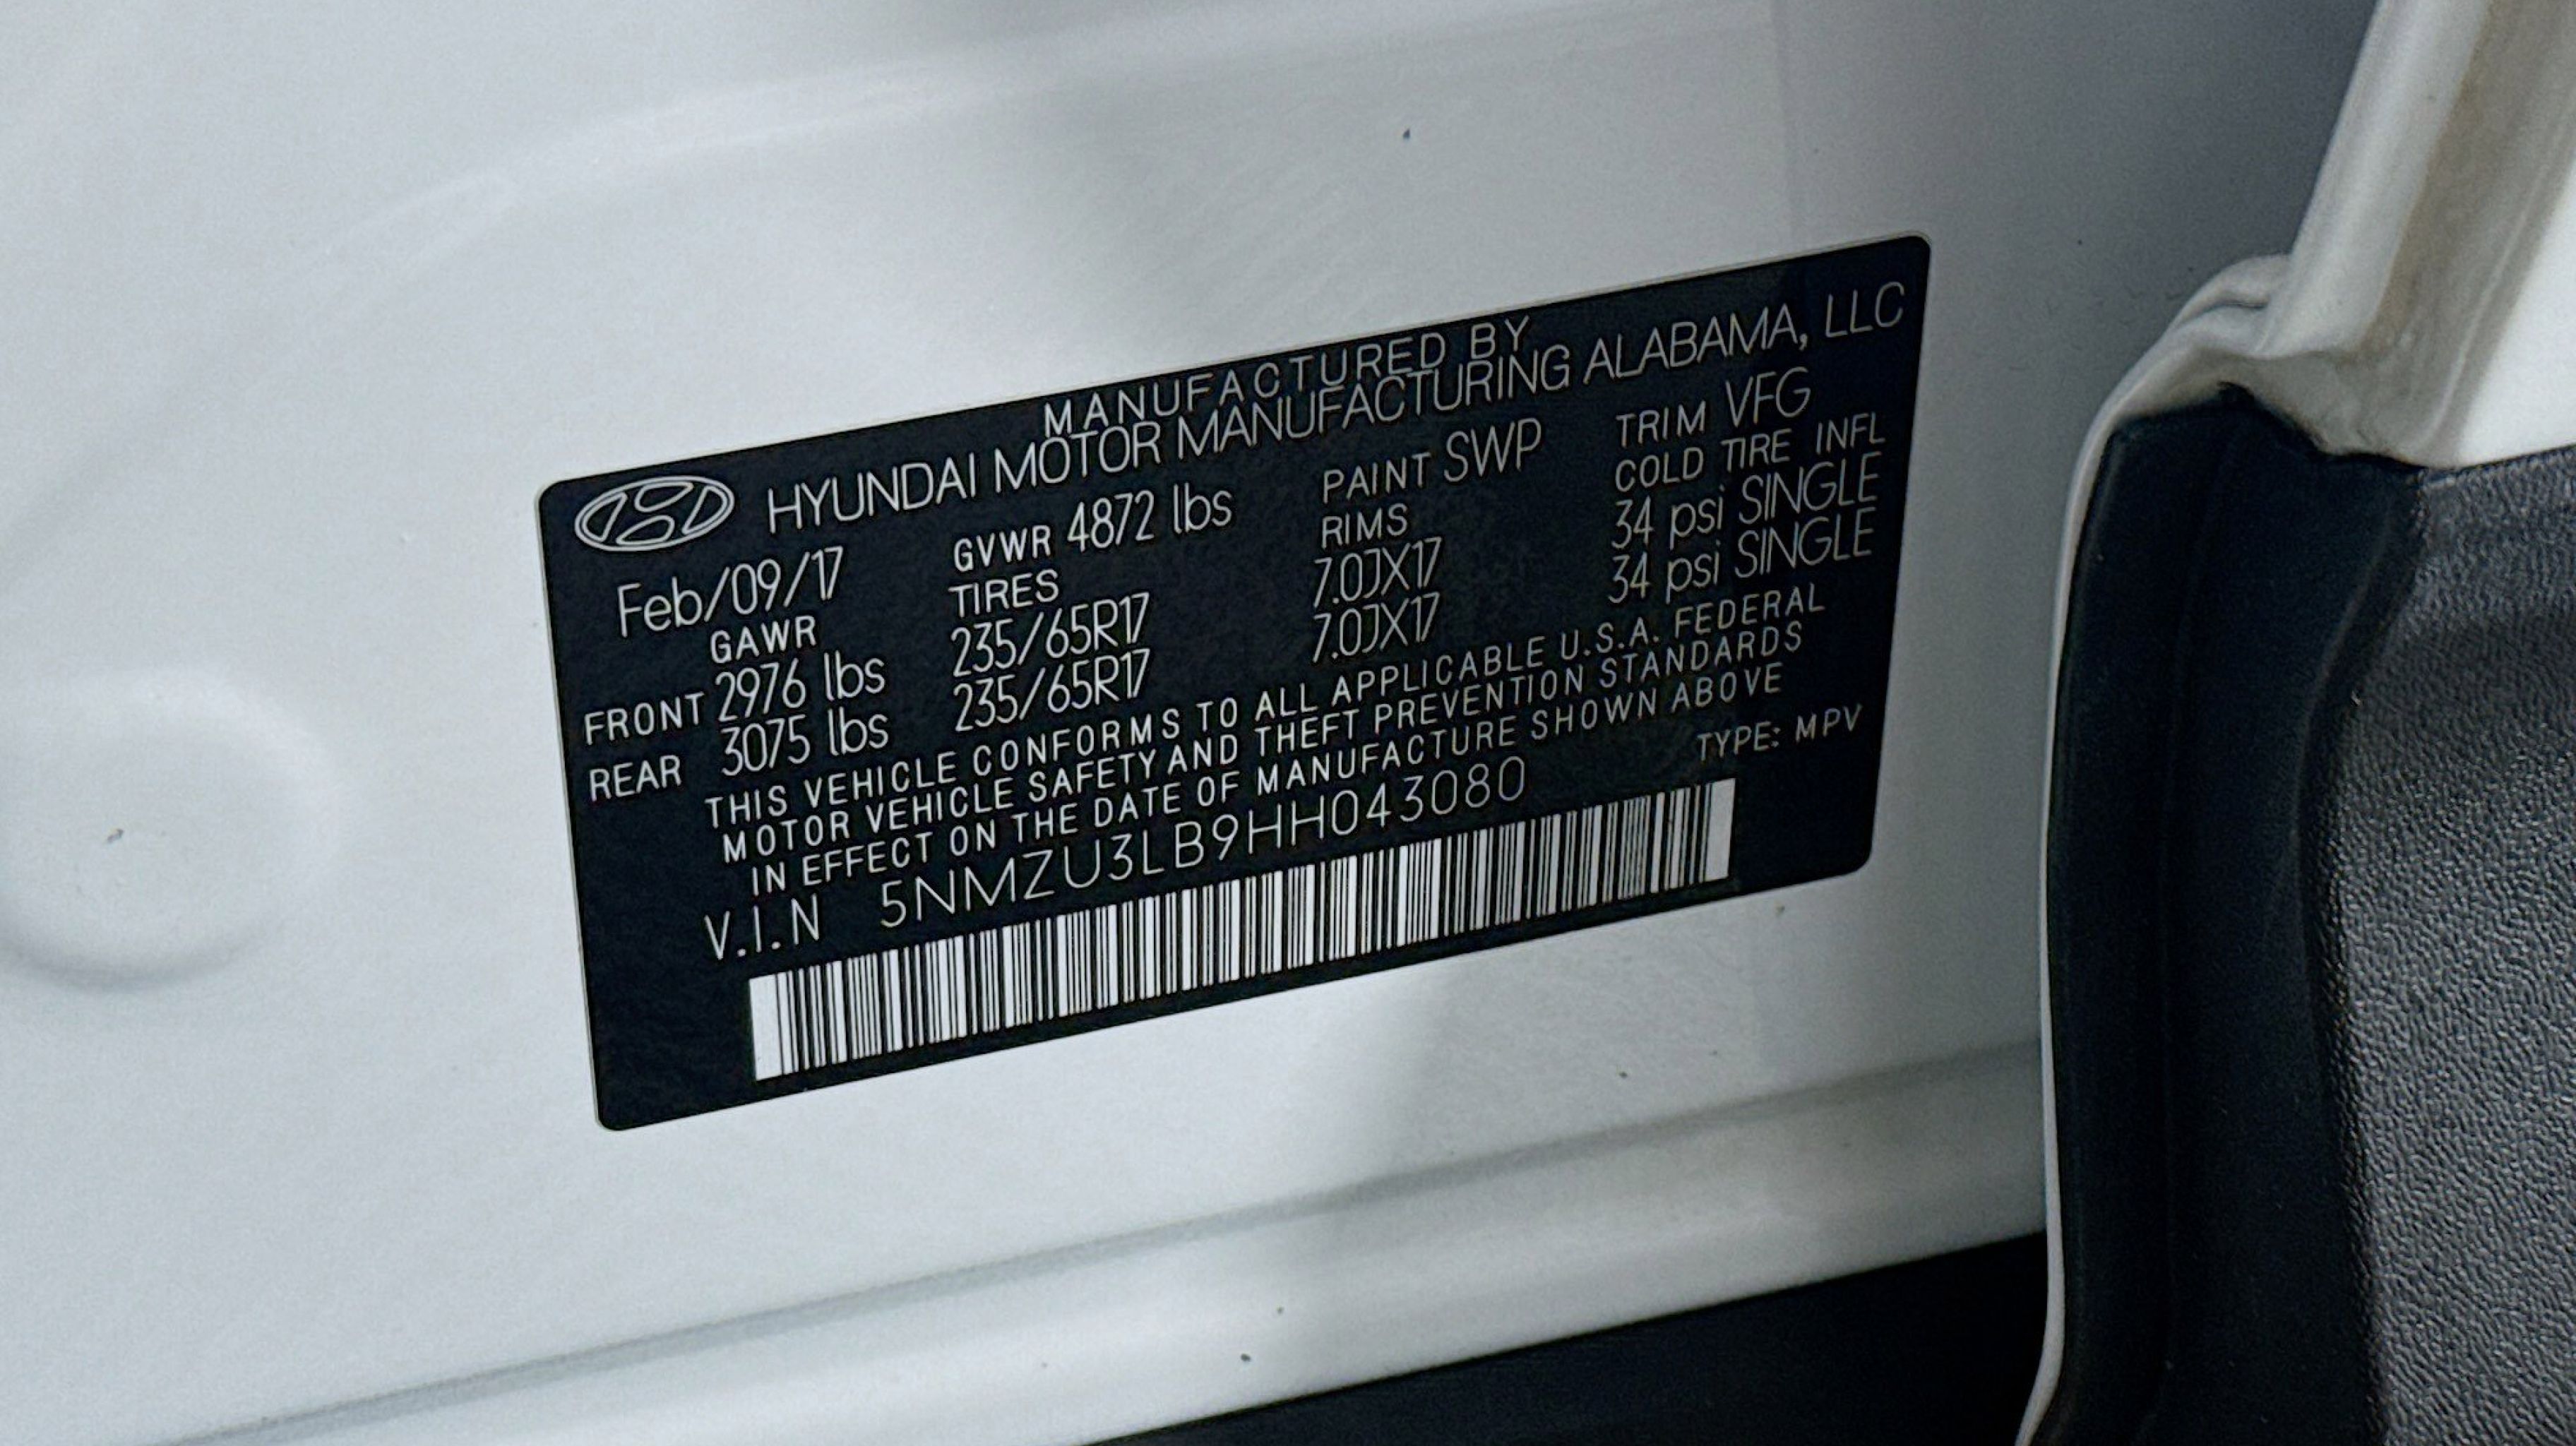 MANUFACTURED BY
HYUNDAI MOTOR MANUFACTURING ALABAMA, LLC
Feb/09/17 GVWR 4872 lbs PAINT SWP TRIM VFG
GAWR TIRES RIMS COLD TIRE INFL
FRONT 2976 lbs 235/65R17 7.0JX17 34 psi SINGLE
REAR 3075 lbs 235/65R17 7.0JX17 34 psi SINGLE
THIS VEHICLE CONFORMS TO ALL APPLICABLE U.S.A. FEDERAL
MOTOR VEHICLE SAFETY AND THEFT PREVENTION STANDARDS
IN EFFECT ON THE DATE OF MANUFACTURE SHOWN ABOVE
V.I.N 5NMZU3LB9HH043080 TYPE: MPV